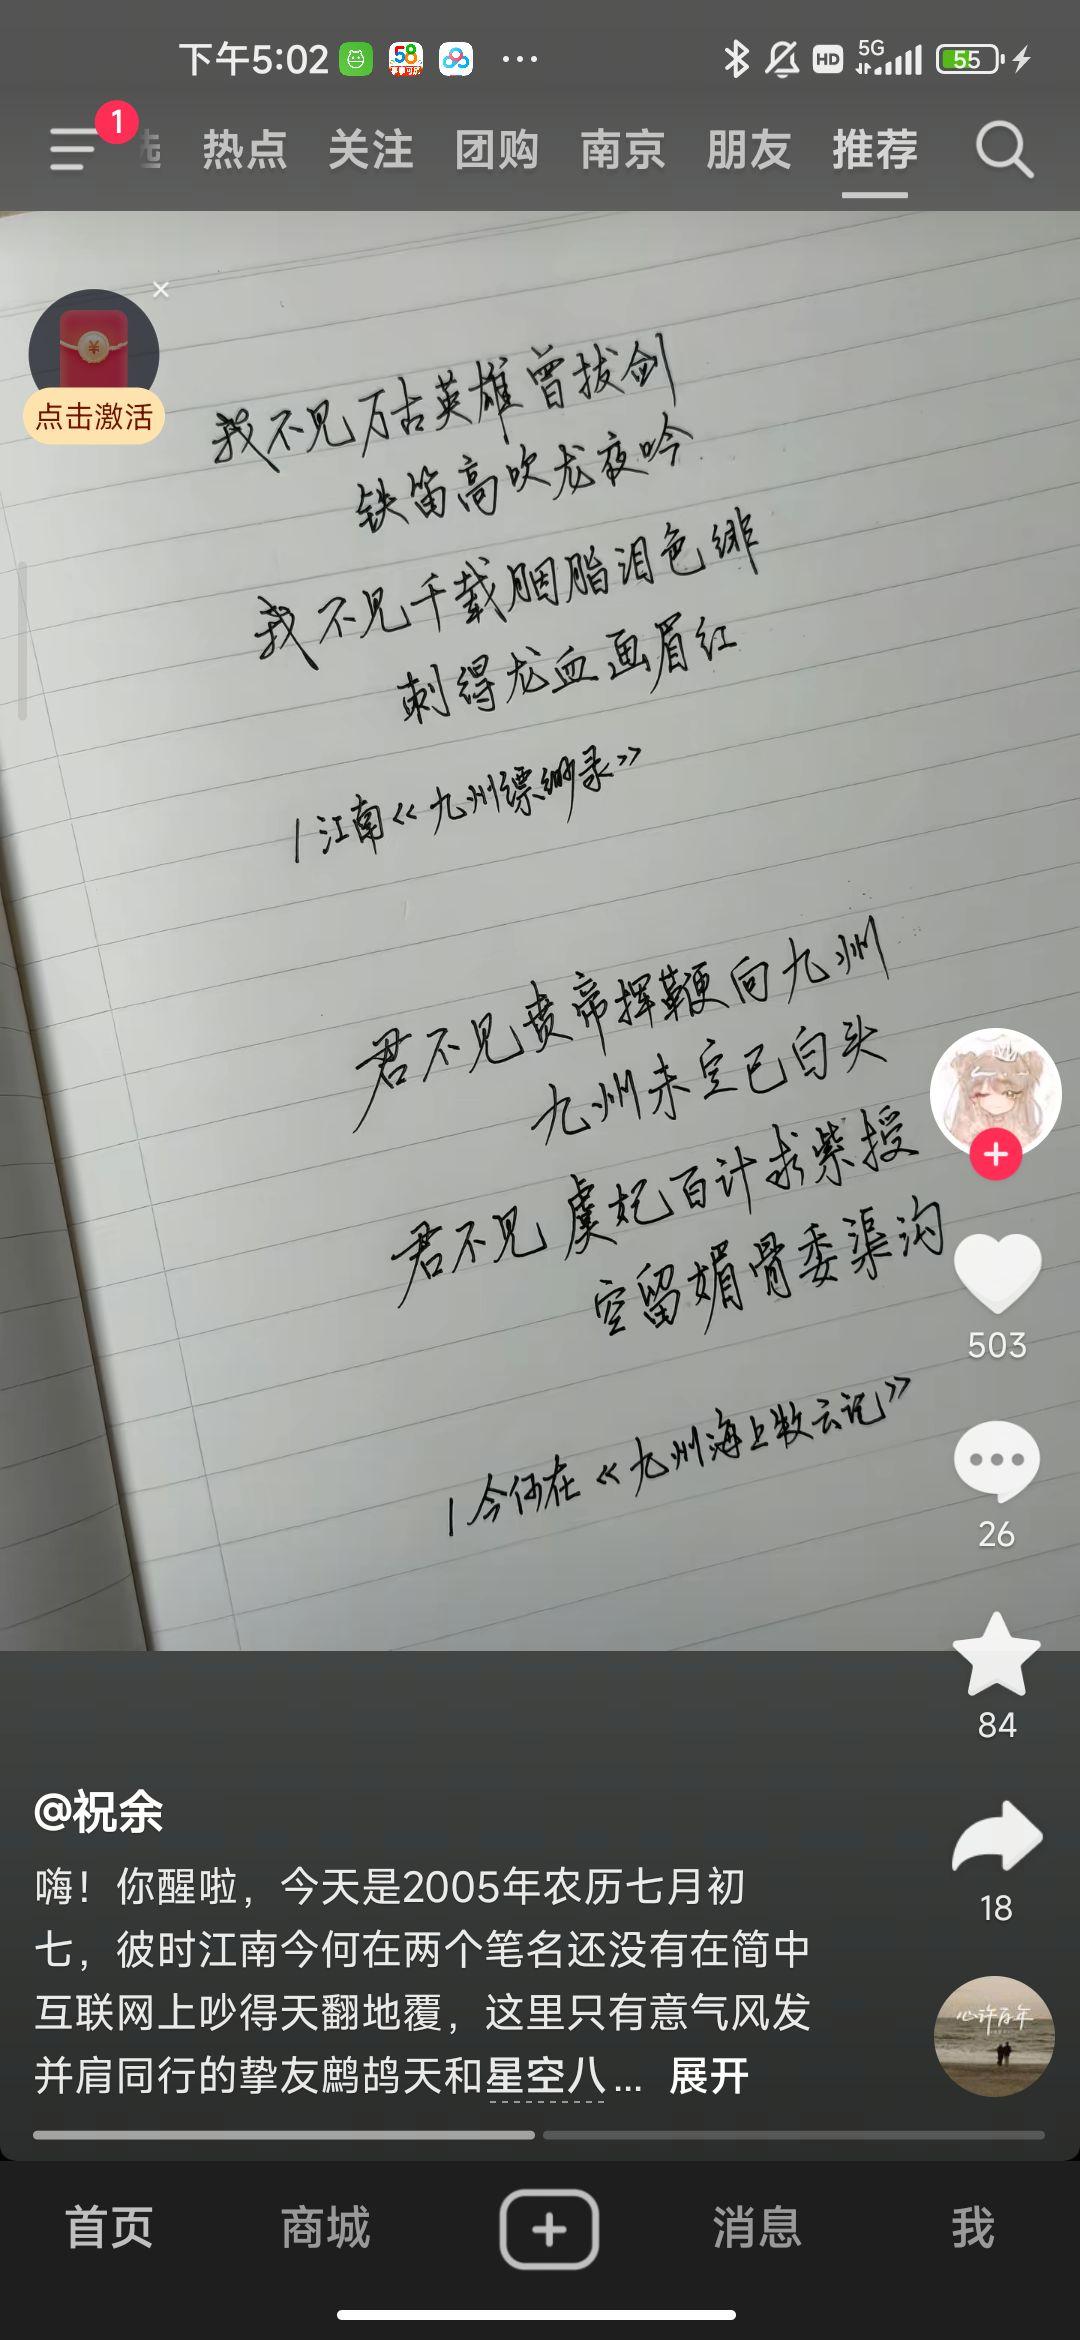 下午5:02
58
HD
5G
55
1
选 热点 关注 团购 南京 朋友 推荐
点击激活
我不见万古英雄曾拔剑
铁笛高吹龙夜吟
我不见千载胭脂泪色绯
刺得龙血画眉红
/江南《九州缥缈录》
君不见贲帝挥鞭向九州
九州未定已白头
君不见虞妃百计求紫授
空留媚骨委渠沟
/今何在《九州海上牧云记》
503
26
84
18
@祝余
嗨！你醒啦，今天是2005年农历七月初
七，彼时江南今何在两个笔名还没有在简中
互联网上吵得天翻地覆，这里只有意气风发
并肩同行的挚友鹧鸪天和星空八... 展开
心许百年
首页 商城 消息 我